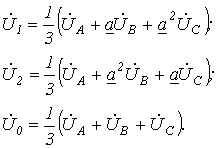 U̇₁ = 1/3 (U̇_A + a̲U̇_B + a̲²U̇_C);
U̇₂ = 1/3 (U̇_A + a̲²U̇_B + a̲U̇_C);
U̇₀ = 1/3 (U̇_A + U̇_B + U̇_C).